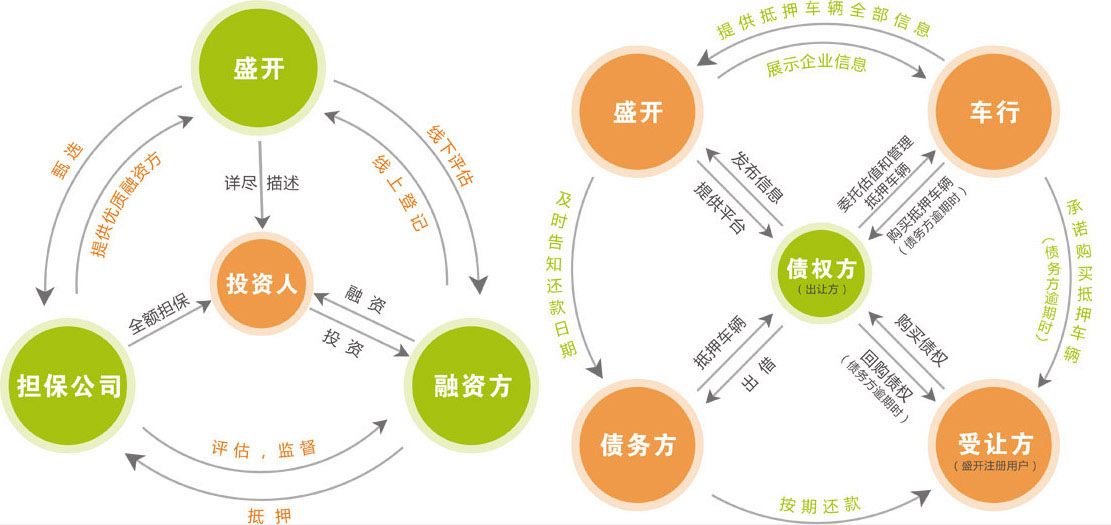 盛开
甄选
提供优质融资方
详尽 描述
线上登记
线下评估
投资人
全额担保
融 资
投 资
担保公司
融资方
评估，监督
抵 押
提供抵押车辆全部信息
展示企业信息
盛开
车行
发布信息
提供平台
委托估值和管理
抵押车辆
购买抵押车辆
（债务方逾期时）
及时告知还款日期
承诺购买抵押车辆
（债务方逾期时）
债权方
（出让方）
抵押车辆
出 借
购买债权
回购债权
（债务方逾期时）
债务方
受让方
（盛开注册用户）
按期还款